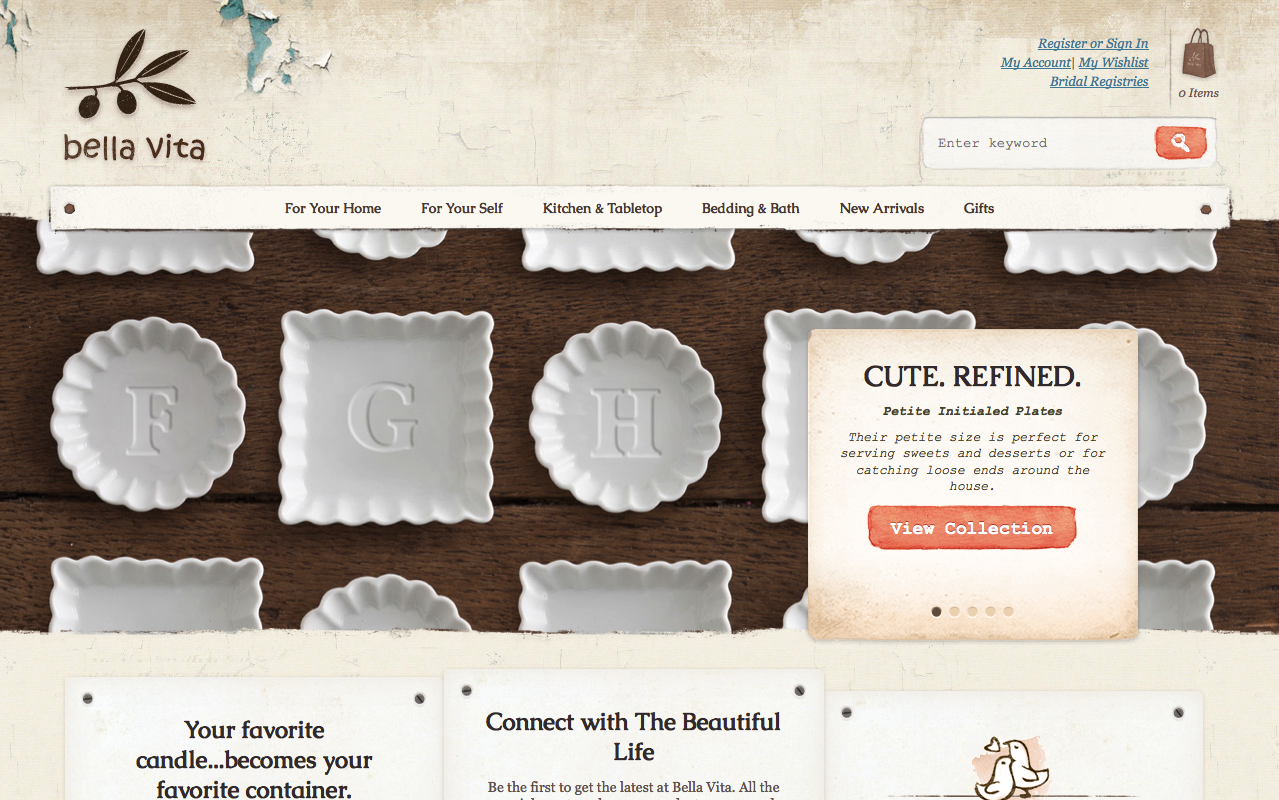 bella vita
Register or Sign In
My Account | My Wishlist
Bridal Registries
0 Items
Enter keyword
For Your Home For Your Self Kitchen & Tabletop Bedding & Bath New Arrivals Gifts
F G H
CUTE. REFINED.
Petite Initialed Plates
Their petite size is perfect for
serving sweets and desserts or for
catching loose ends around the
house.
View Collection
Your favorite
candle...becomes your
favorite container.
Connect with The Beautiful
Life
Be the first to get the latest at Bella Vita. All the